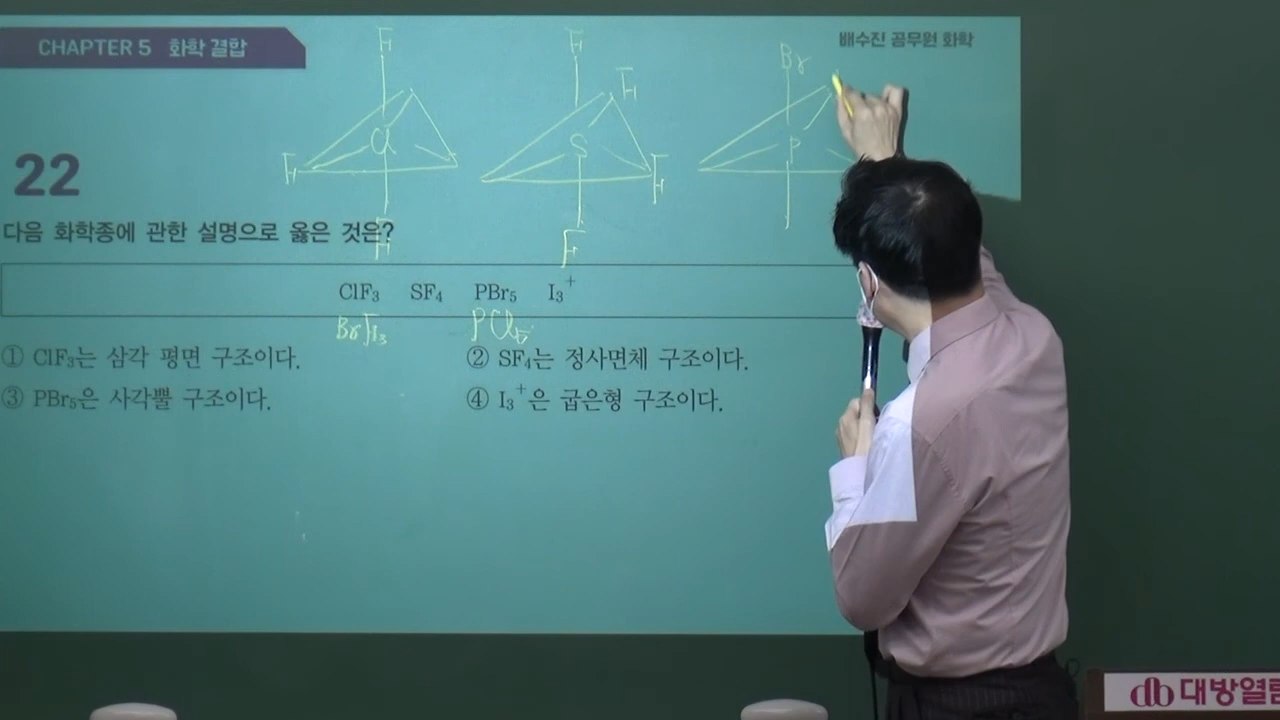 CHAPTER 5 화학 결합
배수진 공무원 화학
F F Br
F
Cl S P
F F
F F
22
다음 화학종에 관한 설명으로 옳은 것은?
ClF₃ SF₄ PBr₅ I₃⁺
① ClF₃는 삼각 평면 구조이다.
② SF₄는 정사면체 구조이다.
③ PBr₅은 사각뿔 구조이다.
④ I₃⁺은 굽은형 구조이다.
대방열림